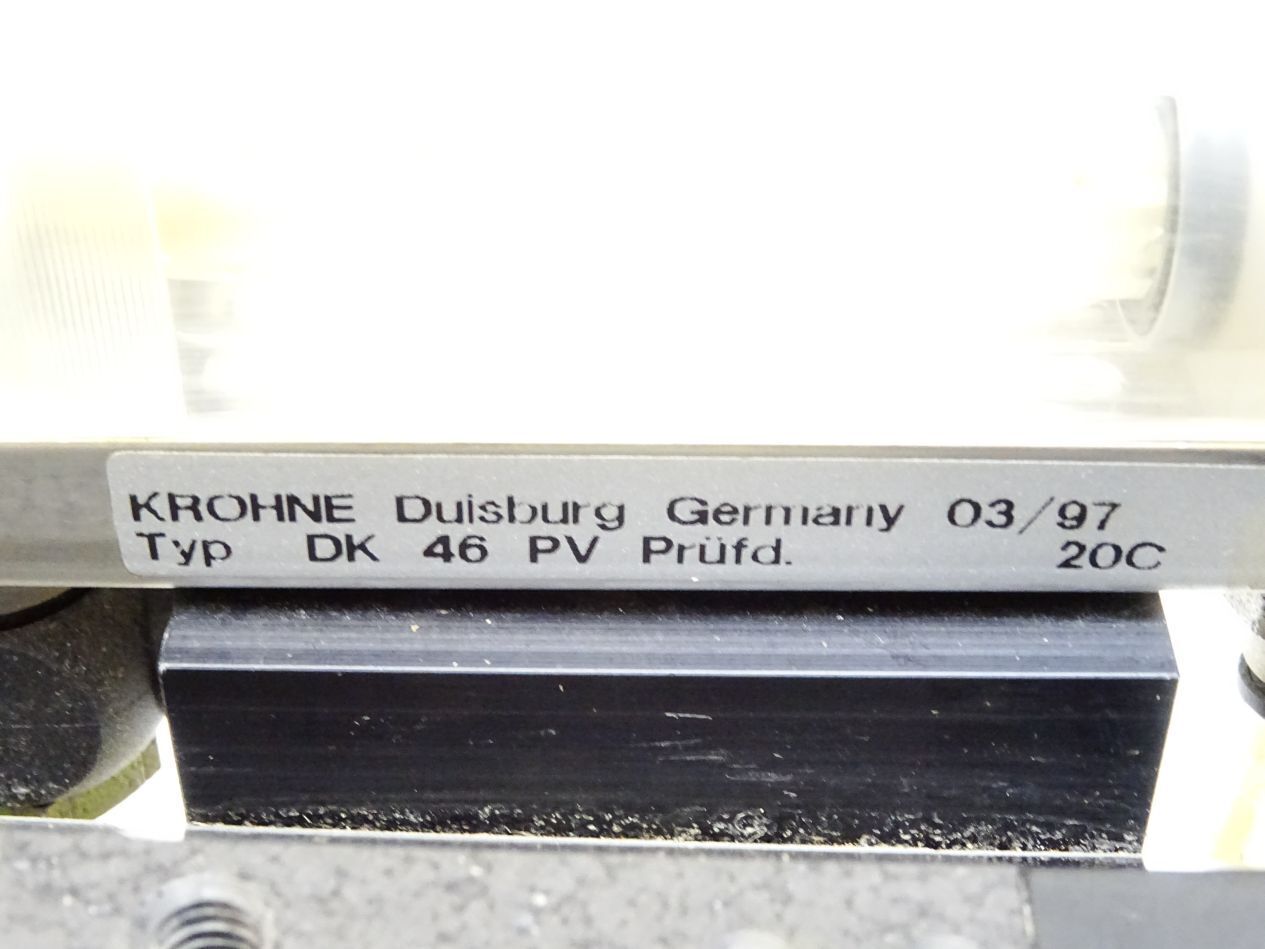 KROHNE Duisburg Germany 03/97
Typ DK 46 PV Prüfd. 20C